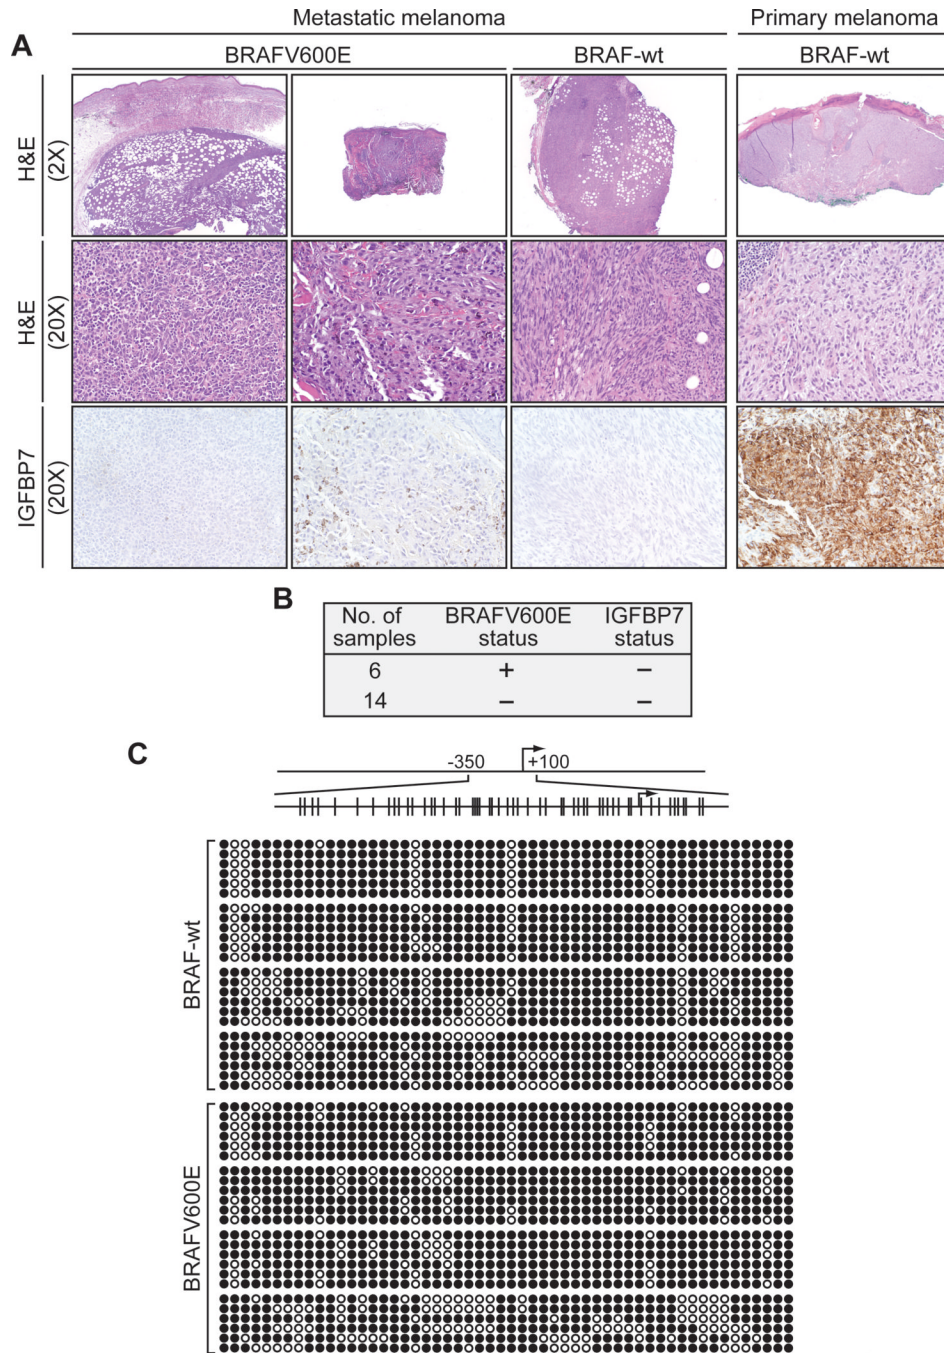 Metastatic melanoma
Primary melanoma
A
BRAFV600E
BRAF-wt
BRAF-wt
H&E
(2X)
H&E
(20X)
IGFBP7
(20X)
B
No. of samples
BRAFV600E status
IGFBP7 status
6
+
−
14
−
−
C
-350
+100
BRAF-wt
BRAFV600E